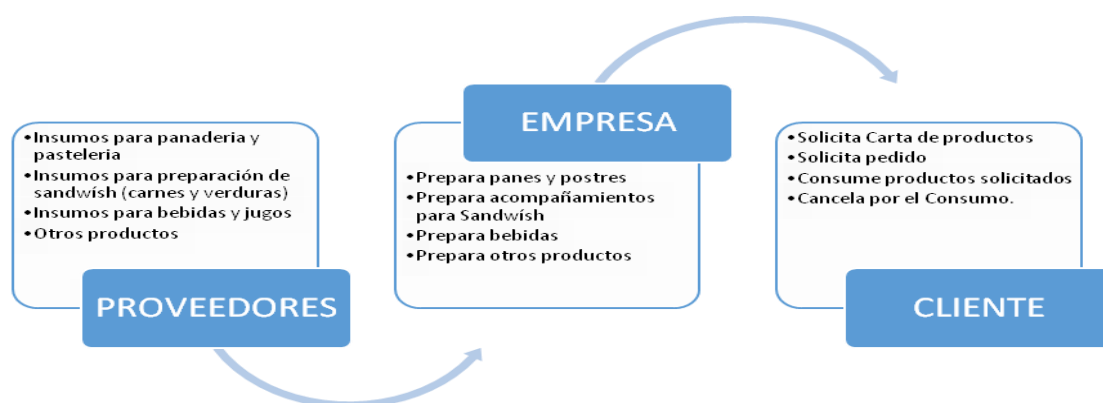 •Insumos para panaderia y
pasteleria
•Insumos para preparación de
sandwísh (carnes y verduras)
•Insumos para bebidas y jugos
•Otros productos
PROVEEDORES
EMPRESA
•Prepara panes y postres
•Prepara acompañamientos
para Sandwísh
•Prepara bebidas
•Prepara otros productos
•Solicita Carta de productos
•Solicita pedido
•Consume productos solicitados
•Cancela por el Consumo.
CLIENTE